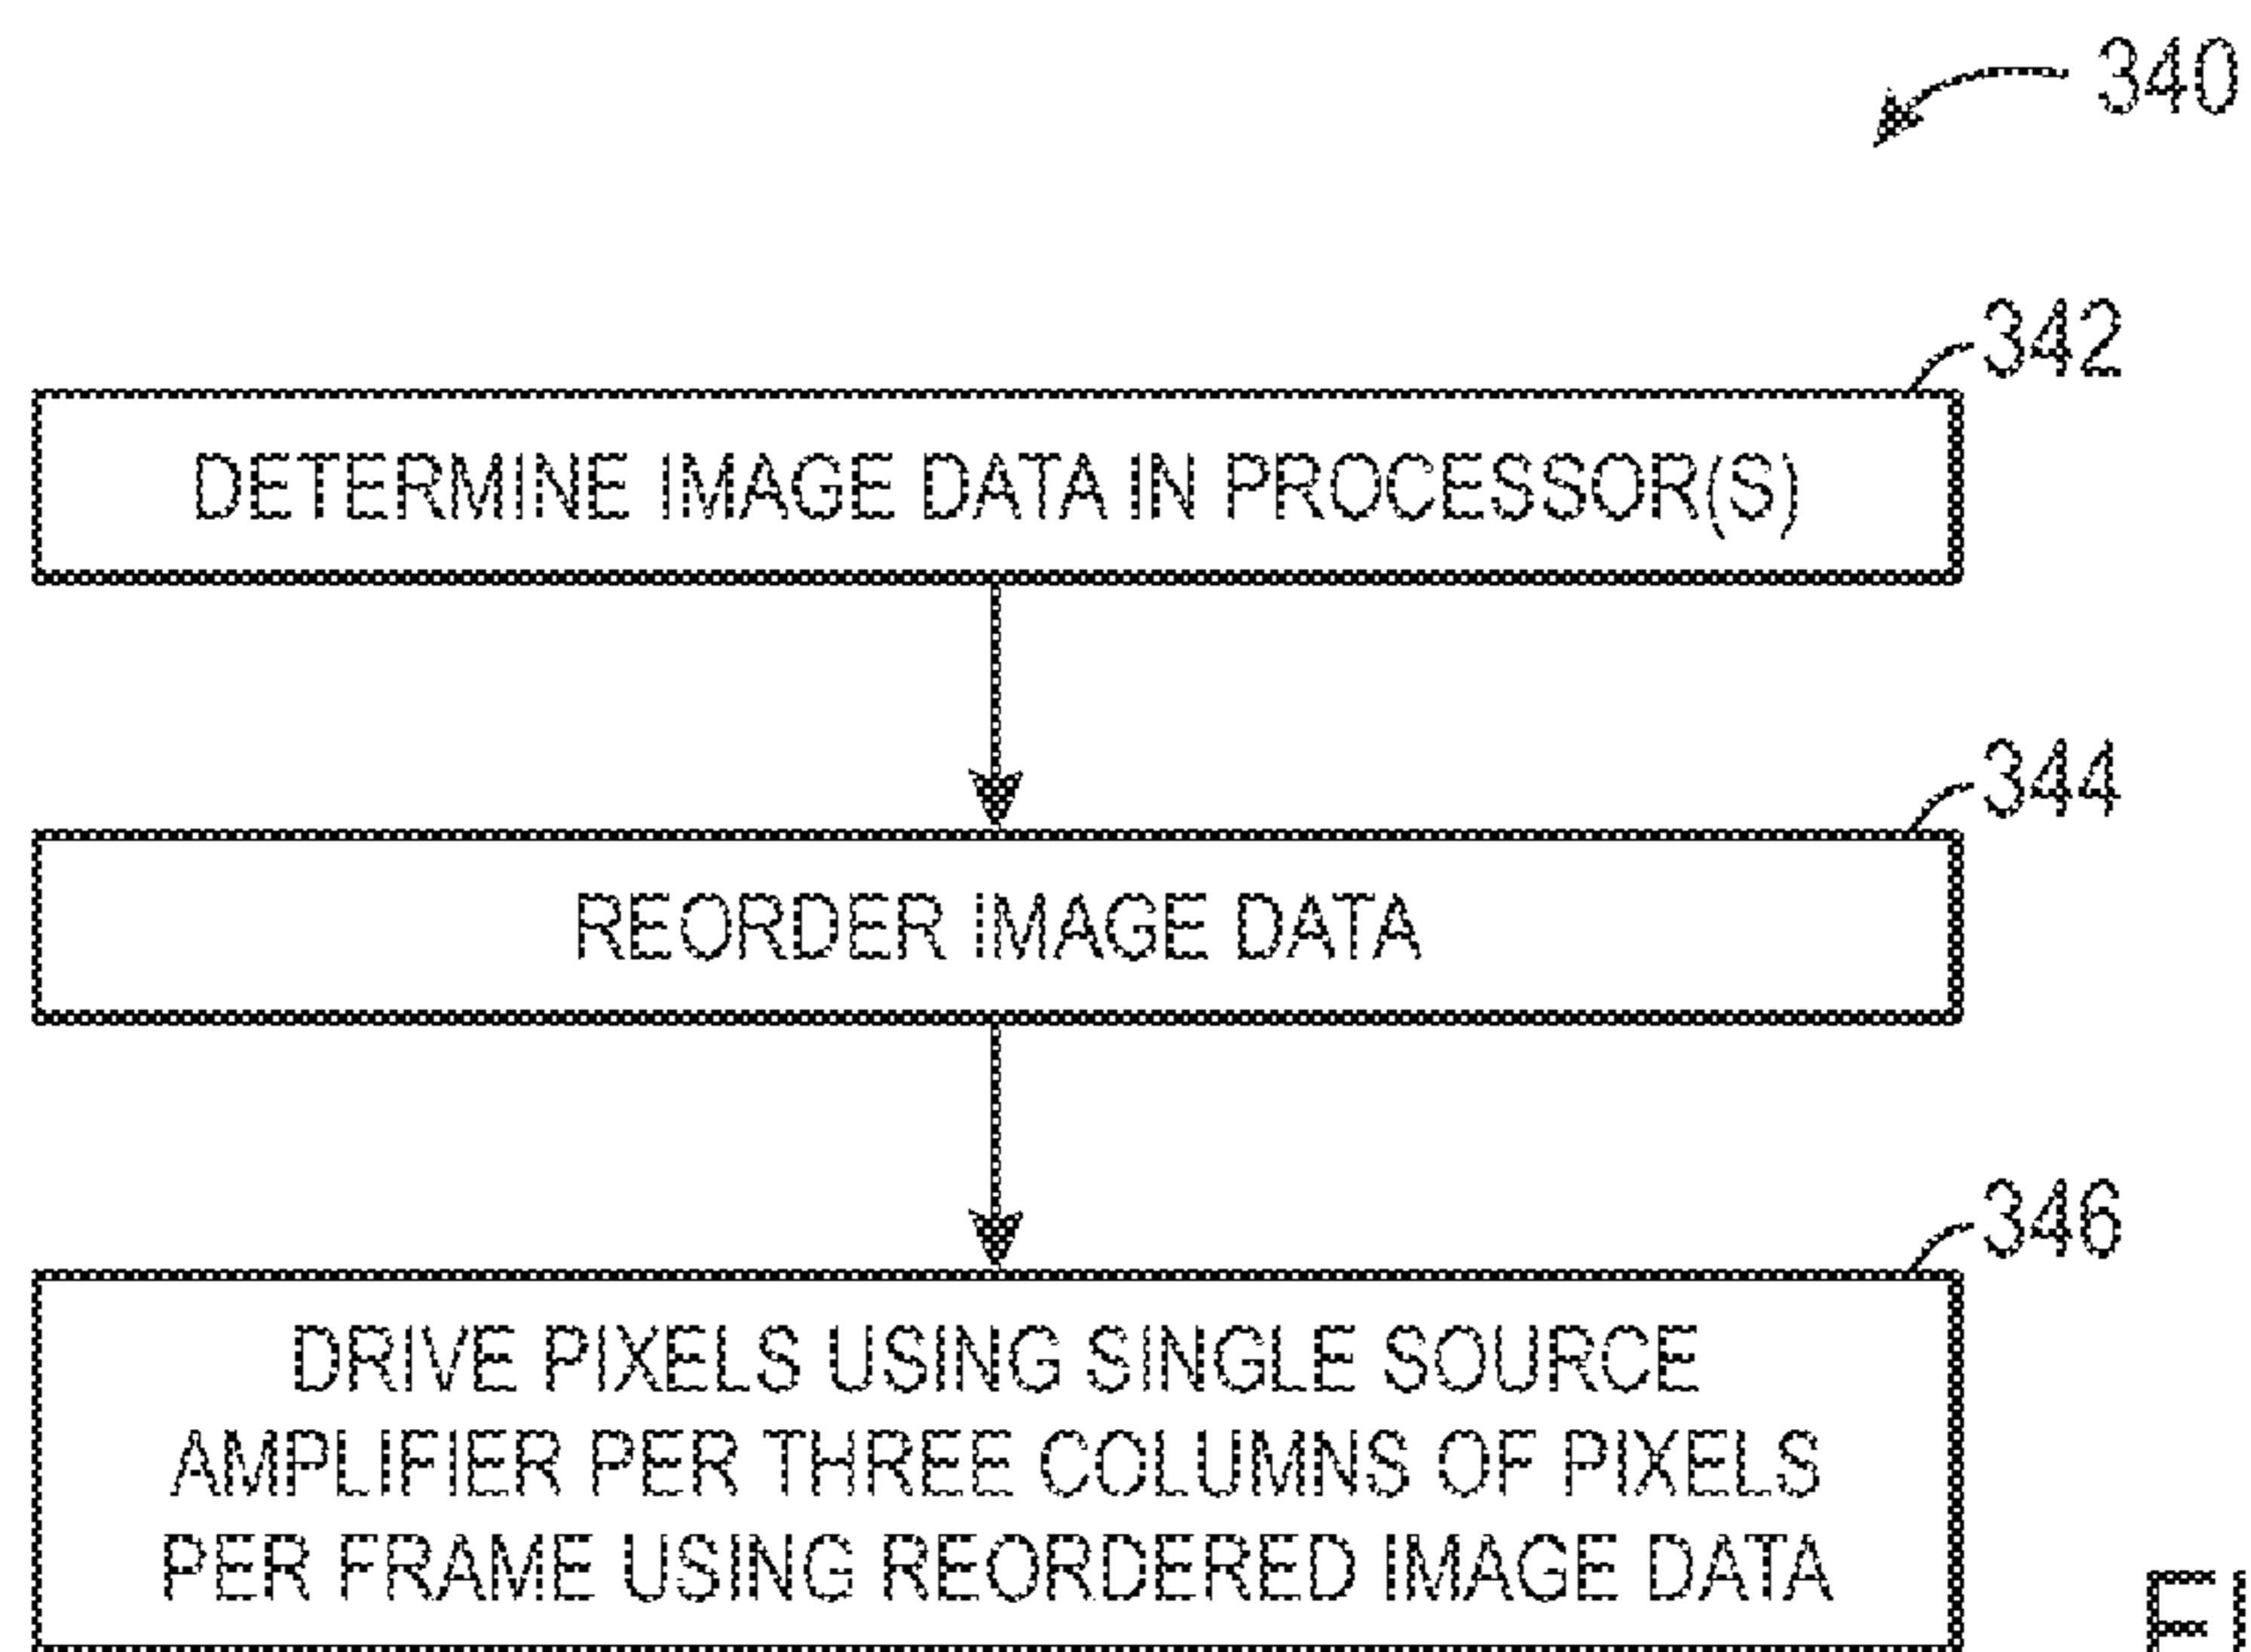 340
342
DETERMINE IMAGE DATA IN PROCESSOR(S)
344
REORDER IMAGE DATA
346
DRIVE PIXELS USING SINGLE SOURCE
AMPLIFIER PER THREE COLUMNS OF PIXELS
PER FRAME USING REORDERED IMAGE DATA